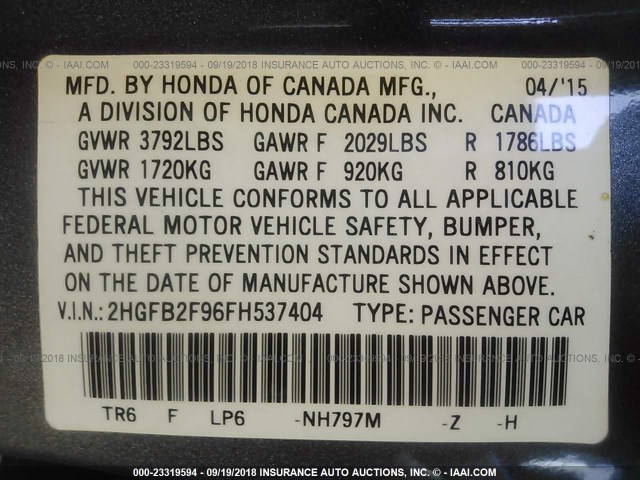 000-23319594 - 09/19/2018 - INSURANCE AUTO AUCTIONS, INC. - IAAI.COM
MFD. BY HONDA OF CANADA MFG., 04/'15
A DIVISION OF HONDA CANADA INC. CANADA
GVWR 3792LBS GAWR F 2029LBS R 1786LBS
GVWR 1720KG GAWR F 920KG R 810KG
THIS VEHICLE CONFORMS TO ALL APPLICABLE
FEDERAL MOTOR VEHICLE SAFETY, BUMPER,
AND THEFT PREVENTION STANDARDS IN EFFECT
ON THE DATE OF MANUFACTURE SHOWN ABOVE.
V.I.N.: 2HGFB2F96FH537404 TYPE: PASSENGER CAR
TR6 F LP6 -NH797M -Z -H
000-23319594 - 09/19/2018 - INSURANCE AUTO AUCTIONS, INC. - IAAI.COM